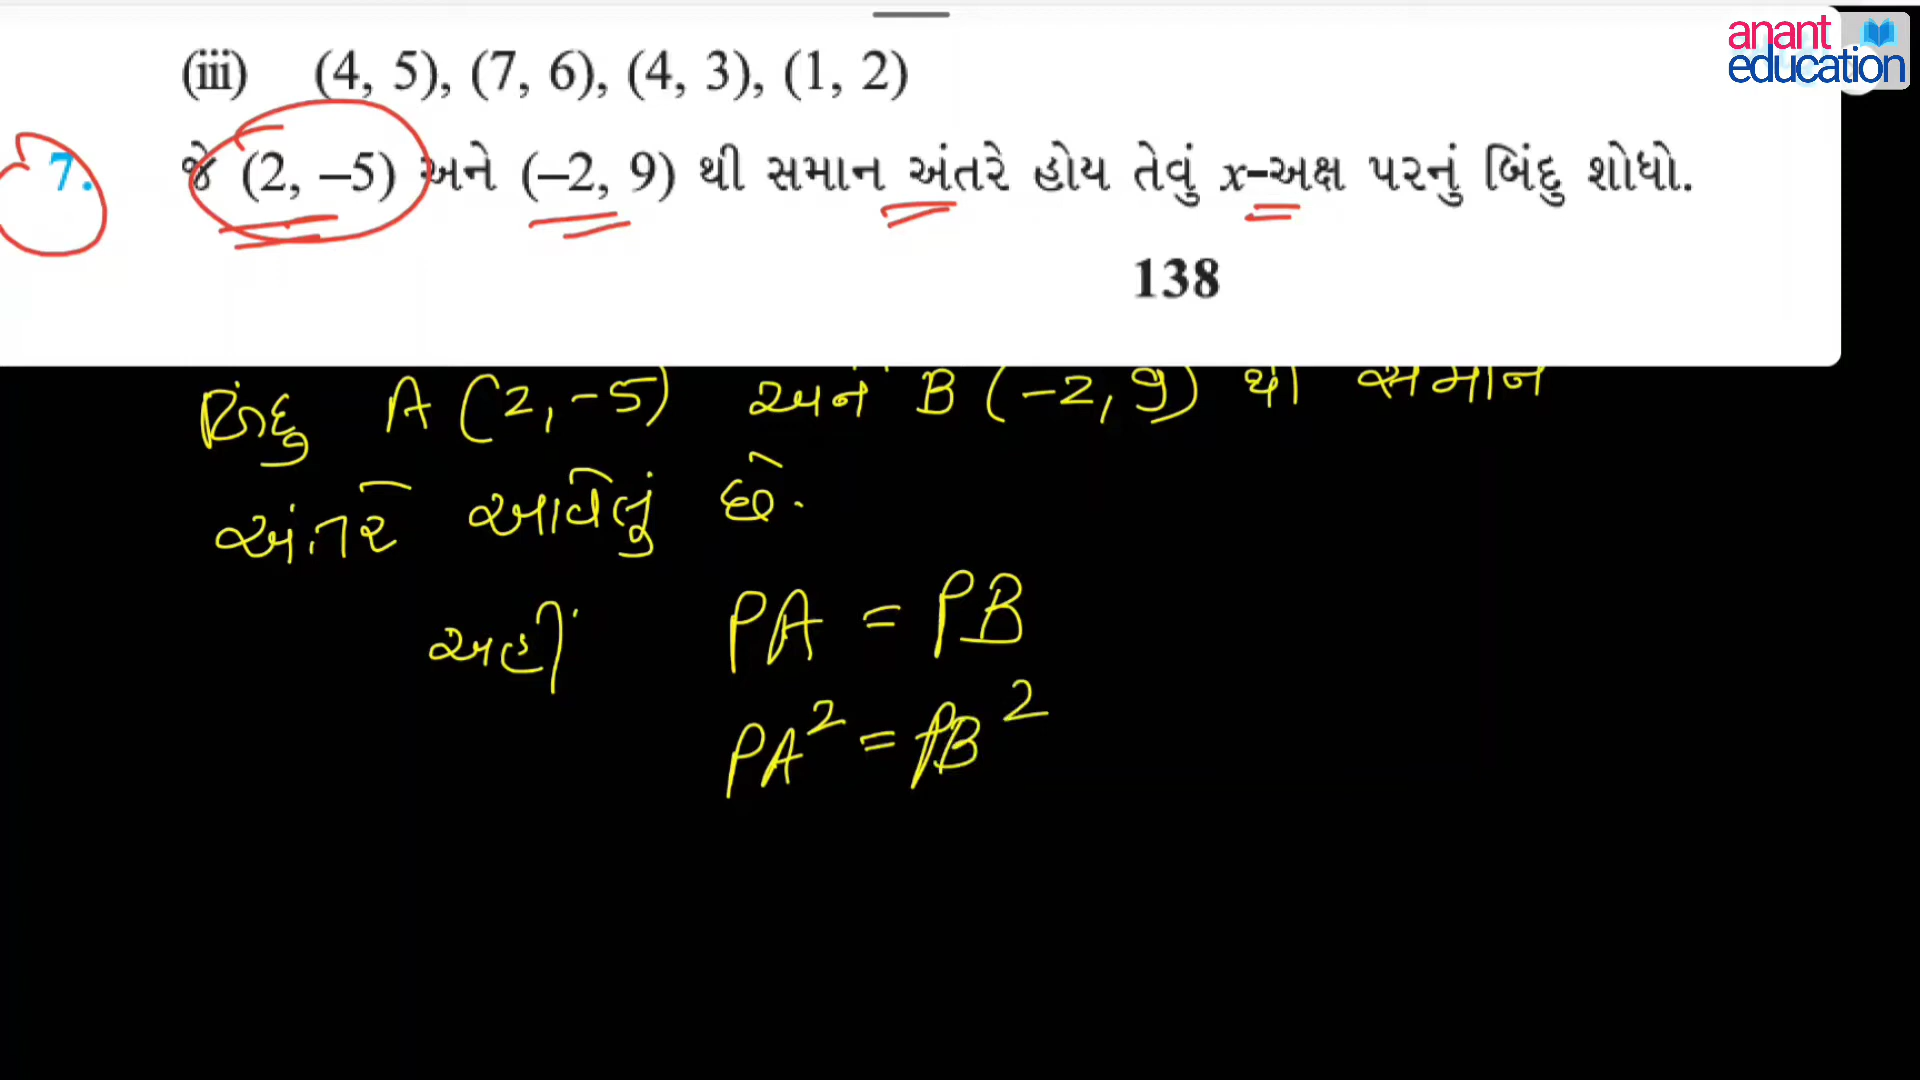 anant
education
(iii) (4, 5), (7, 6), (4, 3), (1, 2)
7. જે (2, –5) અને (–2, 9) થી સમાન અંતરે હોય તેવું x-અક્ષ પરનું બિંદુ શોધો.
138
બિંદુ A (2, -5) અને B (-2, 9) થી સમાન
અંતરે આવેલું છે.
અહીં PA = PB
PA² = PB²